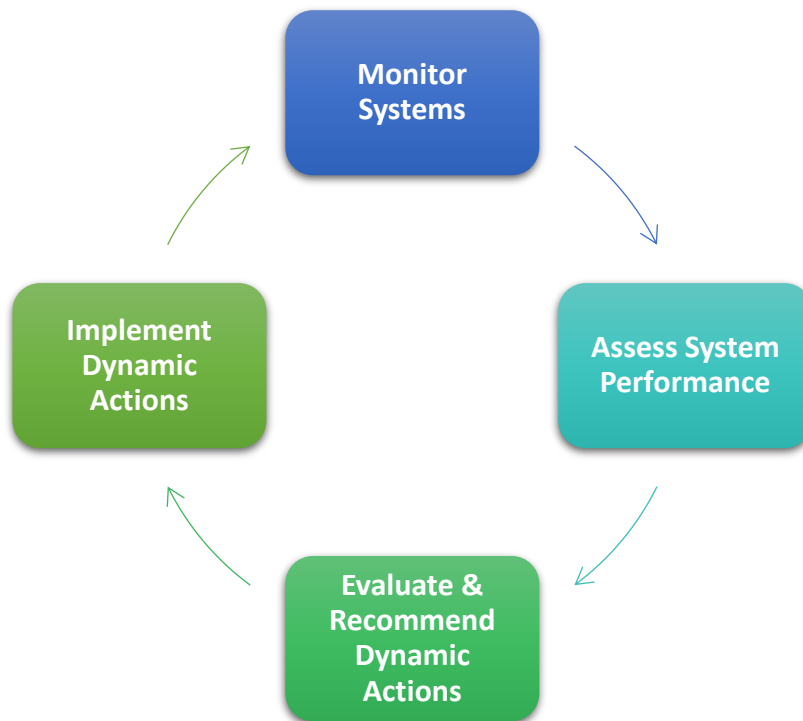 Monitor
Systems
Assess System
Performance
Evaluate &
Recommend
Dynamic
Actions
Implement
Dynamic
Actions